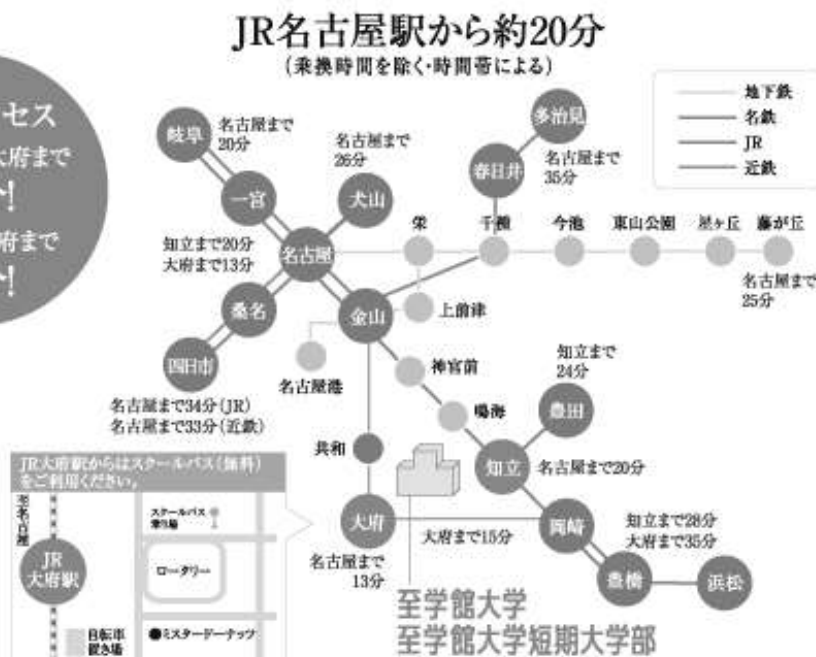 JR名古屋駅から約20分
(乗換時間を除く・時間帯による)
セス
大府まで
!
府まで
!
地下鉄
名鉄
JR
近鉄
岐阜
名古屋まで
20分
一宮
名古屋まで
26分
犬山
多治見
春日井
名古屋まで
35分
知立まで20分
大府まで13分
名古屋
栄
千種
今池
東山公園
星ヶ丘
藤が丘
名古屋まで
25分
桑名
金山
上前津
四日市
名古屋港
神宮前
名古屋まで34分(JR)
名古屋まで33分(近鉄)
知立まで
24分
豊田
鳴海
共和
知立
名古屋まで20分
大府
名古屋まで
13分
大府まで15分
岡崎
知立まで28分
大府まで35分
豊橋
浜松
至学館大学
至学館大学短期大学部
JR大府駅からはスクールバス(無料)
をご利用ください。
至名古屋
スクールバス
乗り場
JR
大府駅
ロータリー
自転車
置き場
●ミスタードーナッツ